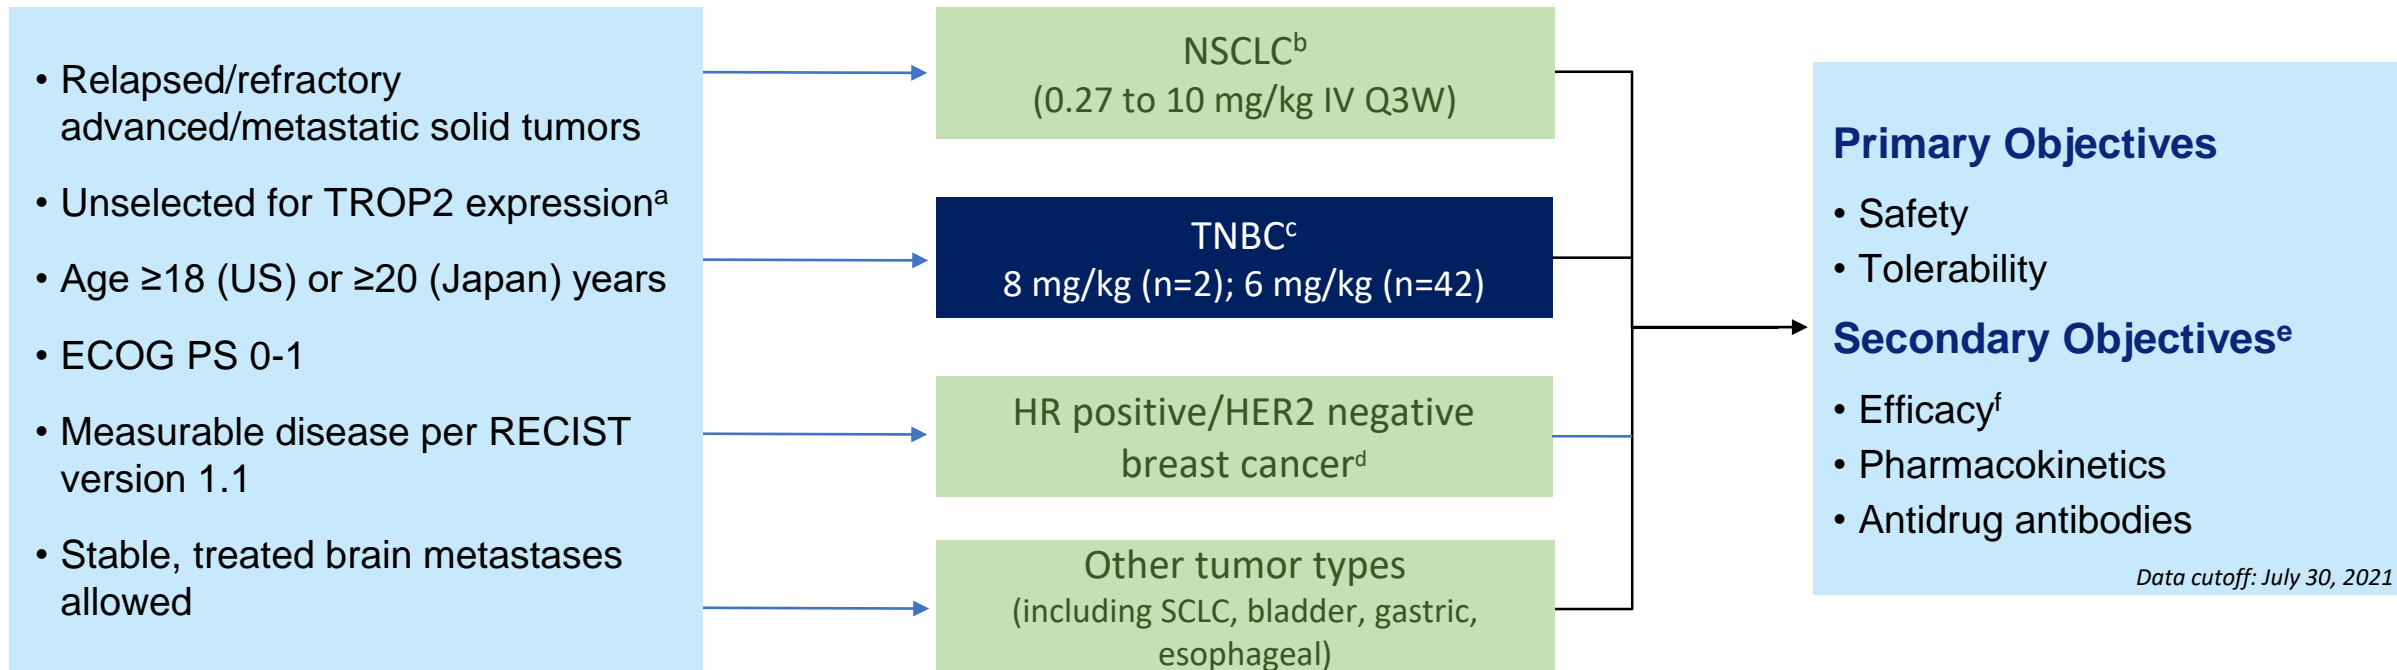 • Relapsed/refractory
advanced/metastatic solid tumors
• Unselected for TROP2 expressionᵃ
• Age ≥18 (US) or ≥20 (Japan) years
• ECOG PS 0-1
• Measurable disease per RECIST
version 1.1
• Stable, treated brain metastases
allowed
NSCLCᵇ
(0.27 to 10 mg/kg IV Q3W)
TNBCᶜ
8 mg/kg (n=2); 6 mg/kg (n=42)
HR positive/HER2 negative
breast cancerᵈ
Other tumor types
(including SCLC, bladder, gastric,
esophageal)
Primary Objectives
• Safety
• Tolerability
Secondary Objectivesᵉ
• Efficacyᶠ
• Pharmacokinetics
• Antidrug antibodies
Data cutoff: July 30, 2021